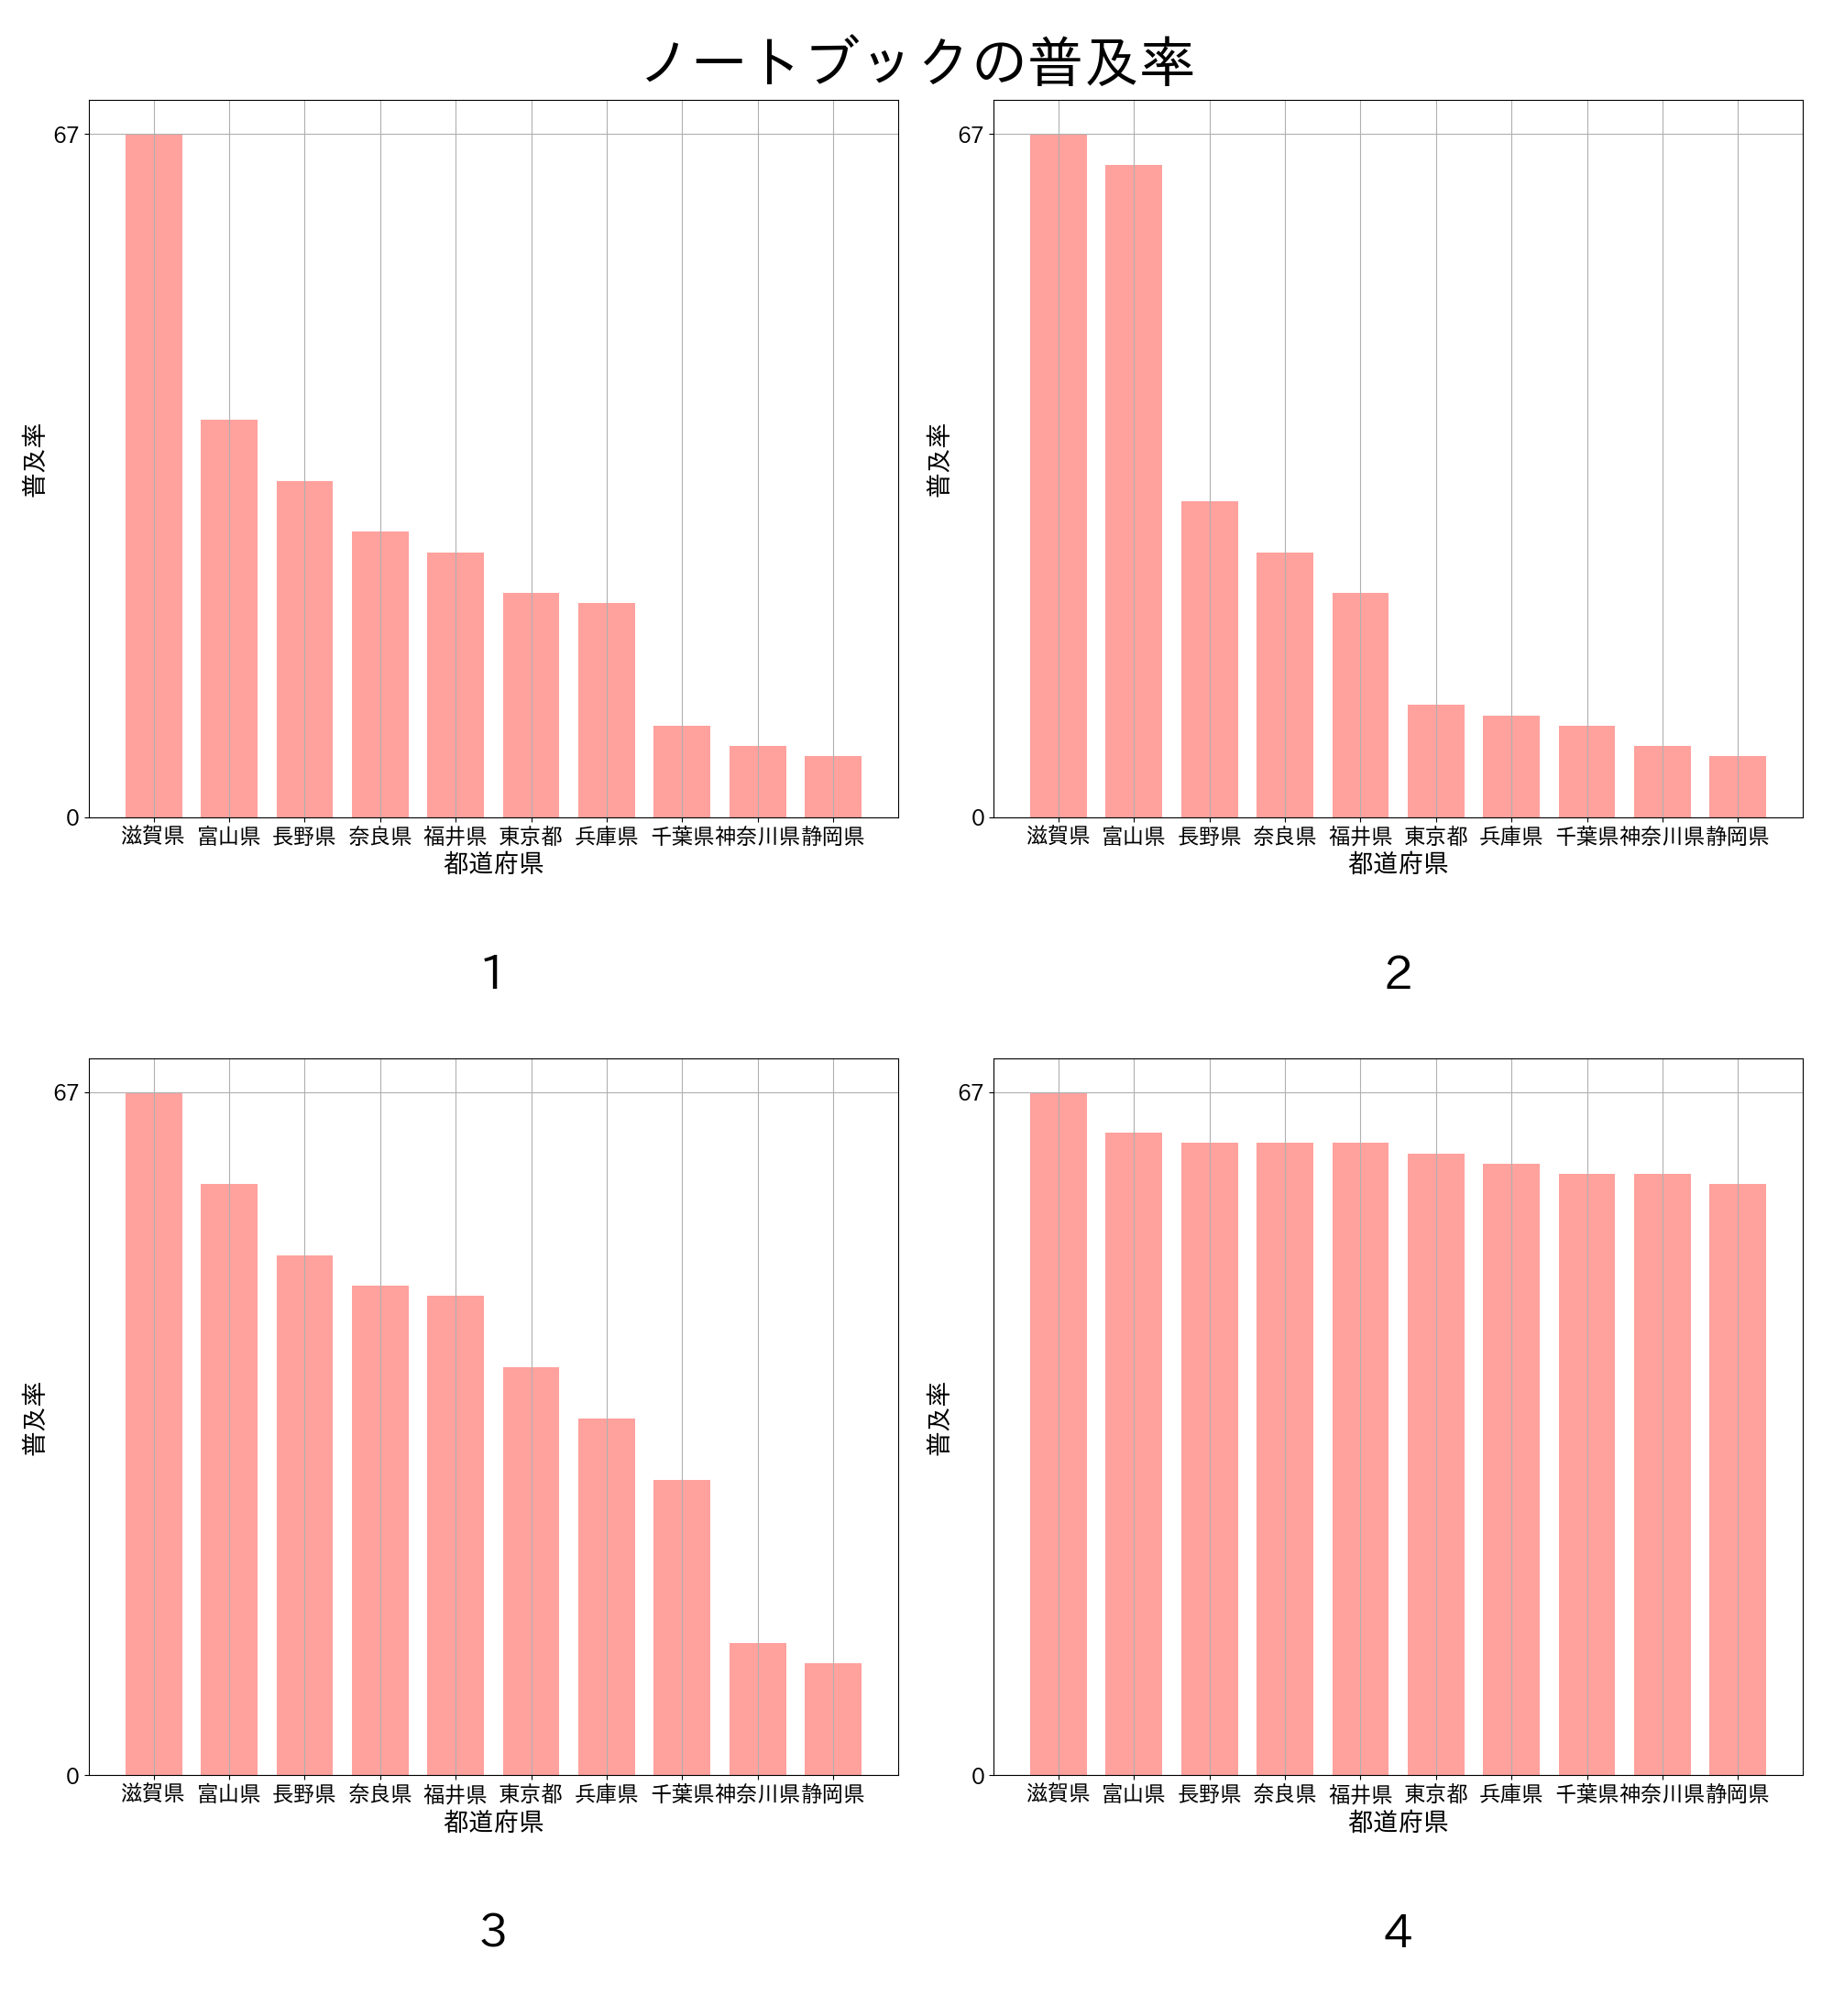 ノートブックの普及率
67
0
普及率
滋賀県 富山県 長野県 奈良県 福井県 東京都 兵庫県 千葉県 神奈川県 静岡県
都道府県
1
67
0
普及率
滋賀県 富山県 長野県 奈良県 福井県 東京都 兵庫県 千葉県 神奈川県 静岡県
都道府県
2
67
0
普及率
滋賀県 富山県 長野県 奈良県 福井県 東京都 兵庫県 千葉県 神奈川県 静岡県
都道府県
3
67
0
普及率
滋賀県 富山県 長野県 奈良県 福井県 東京都 兵庫県 千葉県 神奈川県 静岡県
都道府県
4